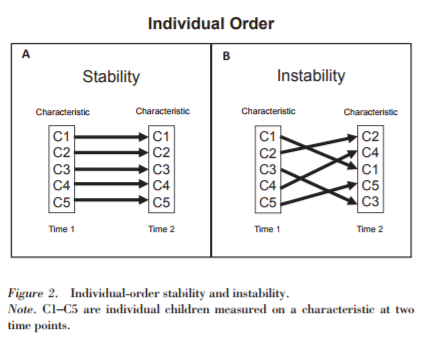 Individual Order
A
Stability
Characteristic Characteristic
C1 C1
C2 C2
C3 C3
C4 C4
C5 C5
Time 1 Time 2
B
Instability
Characteristic Characteristic
C1 C2
C2 C4
C3 C1
C4 C5
C5 C3
Time 1 Time 2
Figure 2. Individual-order stability and instability.
Note. C1–C5 are individual children measured on a characteristic at two
time points.